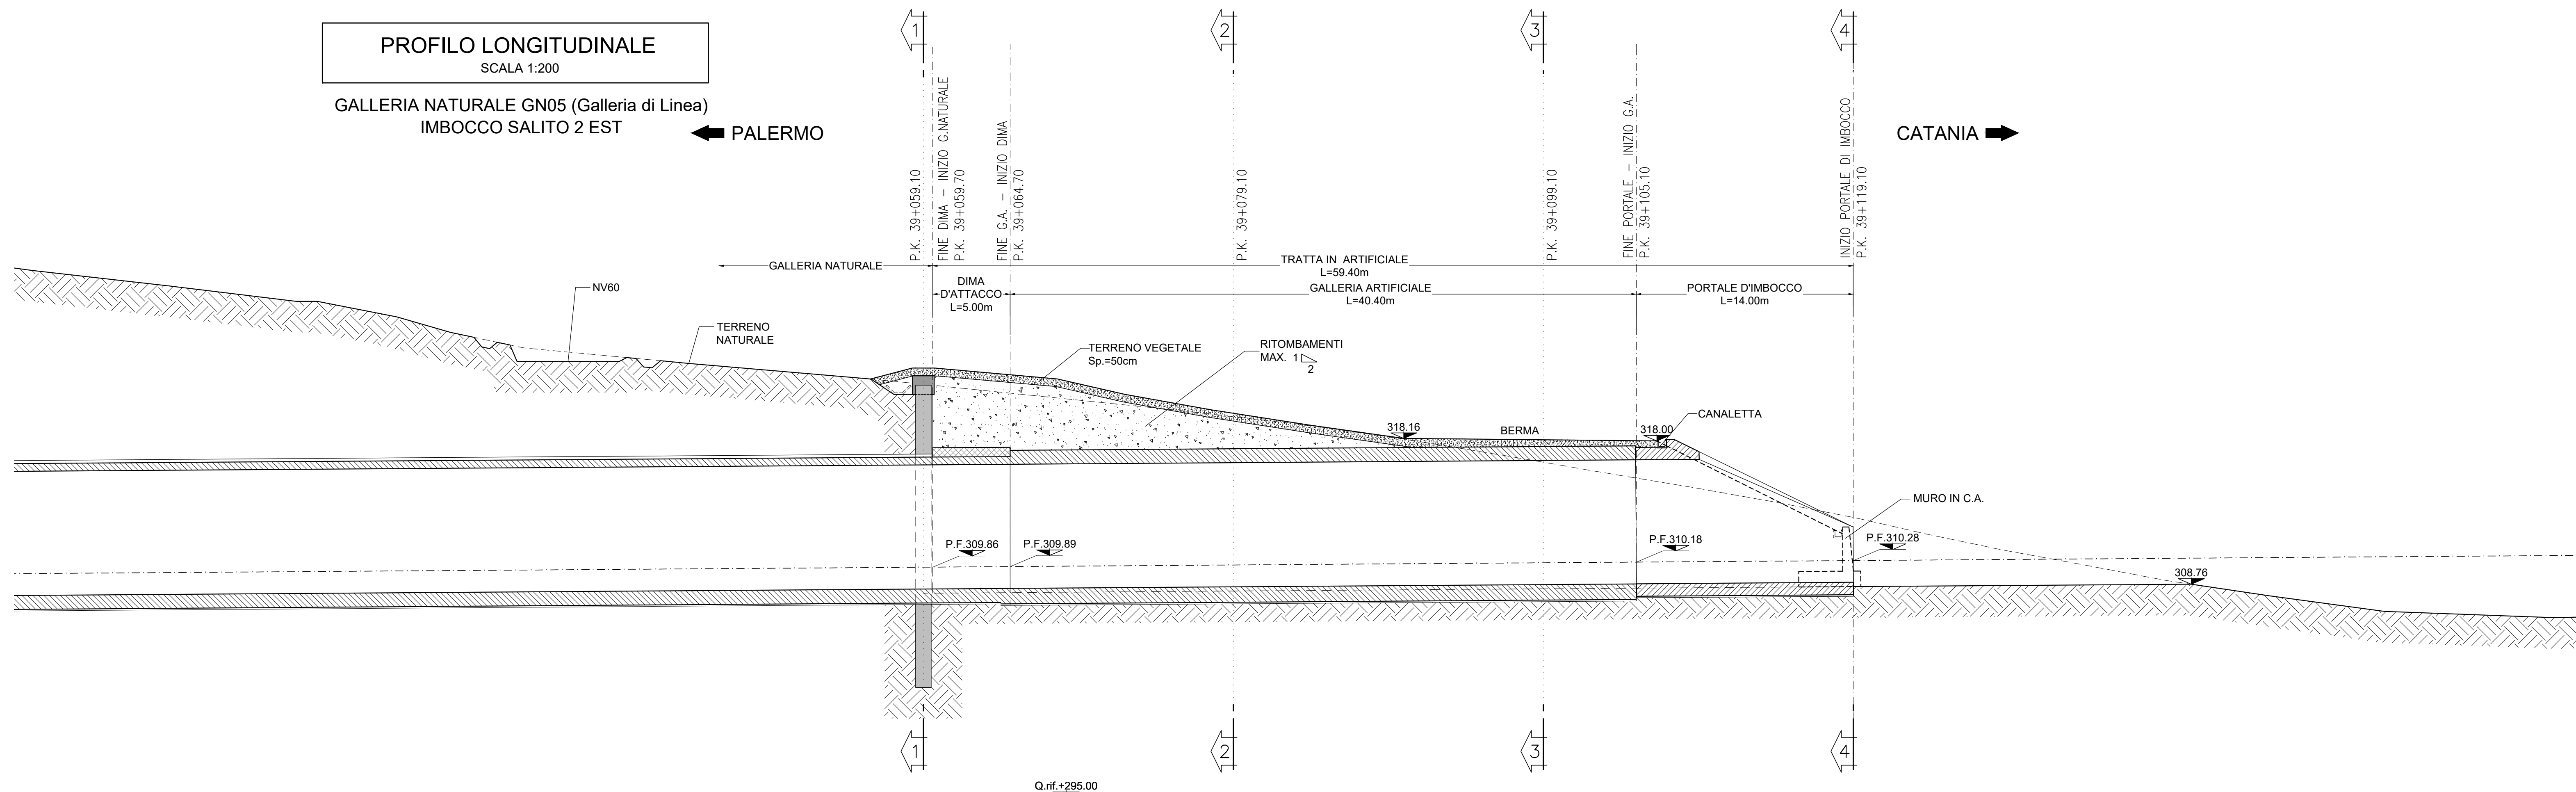 1
2
3
4
PROFILO LONGITUDINALE
SCALA 1:200
GALLERIA NATURALE GN05 (Galleria di Linea)
IMBOCCO SALITO 2 EST
PALERMO
CATANIA
P.K. 39+059.10
FINE DIMA - INIZIO G.NATURALE
P.K. 39+059.70
FINE G.A. - INIZIO DIMA
P.K. 39+064.70
P.K. 39+079.10
P.K. 39+099.10
FINE PORTALE - INIZIO G.A.
P.K. 39+105.10
INIZIO PORTALE DI IMBOCCO
P.K. 39+119.10
GALLERIA NATURALE
TRATTA IN ARTIFICIALE
L=59.40m
DIMA
D'ATTACCO
L=5.00m
GALLERIA ARTIFICIALE
L=40.40m
PORTALE D'IMBOCCO
L=14.00m
NV60
TERRENO
NATURALE
TERRENO VEGETALE
Sp.=50cm
RITOMBAMENTI
MAX. 1
2
318.16
BERMA
318.00
CANALETTA
MURO IN C.A.
P.F.309.86
P.F.309.89
P.F.310.18
P.F.310.28
308.76
1
2
3
4
Q.rif.+295.00